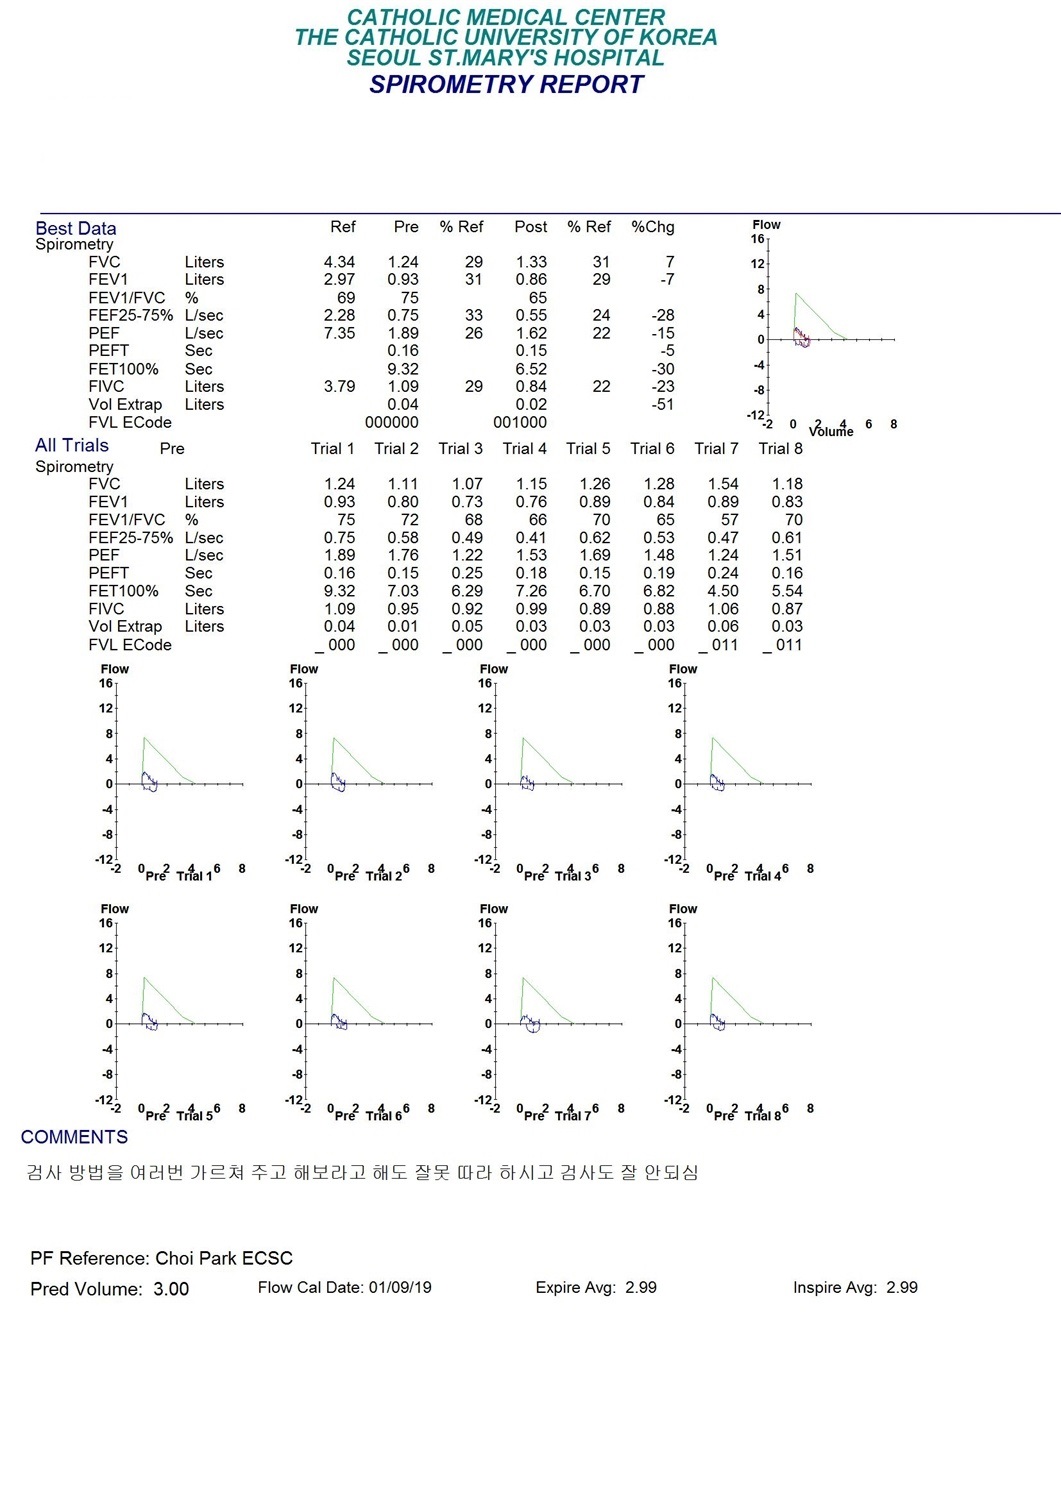 CATHOLIC MEDICAL CENTER
THE CATHOLIC UNIVERSITY OF KOREA
SEOUL ST.MARY'S HOSPITAL
SPIROMETRY REPORT
Best Data Ref Pre % Ref Post % Ref %Chg
Spirometry
FVC Liters 4.34 1.24 29 1.33 31 7
FEV1 Liters 2.97 0.93 31 0.86 29 -7
FEV1/FVC % 69 75 65
FEF25-75% L/sec 2.28 0.75 33 0.55 24 -28
PEF L/sec 7.35 1.89 26 1.62 22 -15
PEFT Sec 0.16 0.15 -5
FET100% Sec 9.32 6.52 -30
FIVC Liters 3.79 1.09 29 0.84 22 -23
Vol Extrap Liters 0.04 0.02 -51
FVL ECode 000000 001000
Flow
16
12
8
4
0
-4
-8
-12
-2 0 2 4 6 8
Volume
All Trials Pre Trial 1 Trial 2 Trial 3 Trial 4 Trial 5 Trial 6 Trial 7 Trial 8
Spirometry
FVC Liters 1.24 1.11 1.07 1.15 1.26 1.28 1.54 1.18
FEV1 Liters 0.93 0.80 0.73 0.76 0.89 0.84 0.89 0.83
FEV1/FVC % 75 72 68 66 70 65 57 70
FEF25-75% L/sec 0.75 0.58 0.49 0.41 0.62 0.53 0.47 0.61
PEF L/sec 1.89 1.76 1.22 1.53 1.69 1.48 1.24 1.51
PEFT Sec 0.16 0.15 0.25 0.18 0.15 0.19 0.24 0.16
FET100% Sec 9.32 7.03 6.29 7.26 6.70 6.82 4.50 5.54
FIVC Liters 1.09 0.95 0.92 0.99 0.89 0.88 1.06 0.87
Vol Extrap Liters 0.04 0.01 0.05 0.03 0.03 0.03 0.06 0.03
FVL ECode _ 000 _ 000 _ 000 _ 000 _ 000 _ 000 _ 011 _ 011
Flow Flow Flow Flow
16 16 16 16
12 12 12 12
8 8 8 8
4 4 4 4
0 0 0 0
-4 -4 -4 -4
-8 -8 -8 -8
-12 -12 -12 -12
-2 0 2 4 6 8 -2 0 2 4 6 8 -2 0 2 4 6 8 -2 0 2 4 6 8
Pre Trial 1 Pre Trial 2 Pre Trial 3 Pre Trial 4
Flow Flow Flow Flow
16 16 16 16
12 12 12 12
8 8 8 8
4 4 4 4
0 0 0 0
-4 -4 -4 -4
-8 -8 -8 -8
-12 -12 -12 -12
-2 0 2 4 6 8 -2 0 2 4 6 8 -2 0 2 4 6 8 -2 0 2 4 6 8
Pre Trial 5 Pre Trial 6 Pre Trial 7 Pre Trial 8
COMMENTS
검사 방법을 여러번 가르쳐 주고 해보라고 해도 잘못 따라 하시고 검사도 잘 안되심
PF Reference: Choi Park ECSC
Pred Volume: 3.00 Flow Cal Date: 01/09/19 Expire Avg: 2.99 Inspire Avg: 2.99